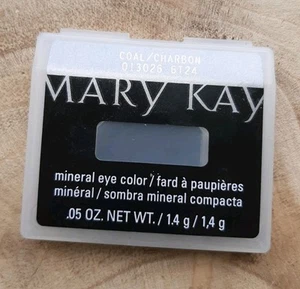 COAL/CHARBON
013025 BT24
MARY KAY
mineral eye color / fard à paupières
minéral / sombra mineral compacta
.05 OZ. NET WT. / 1.4 g / 1,4 g